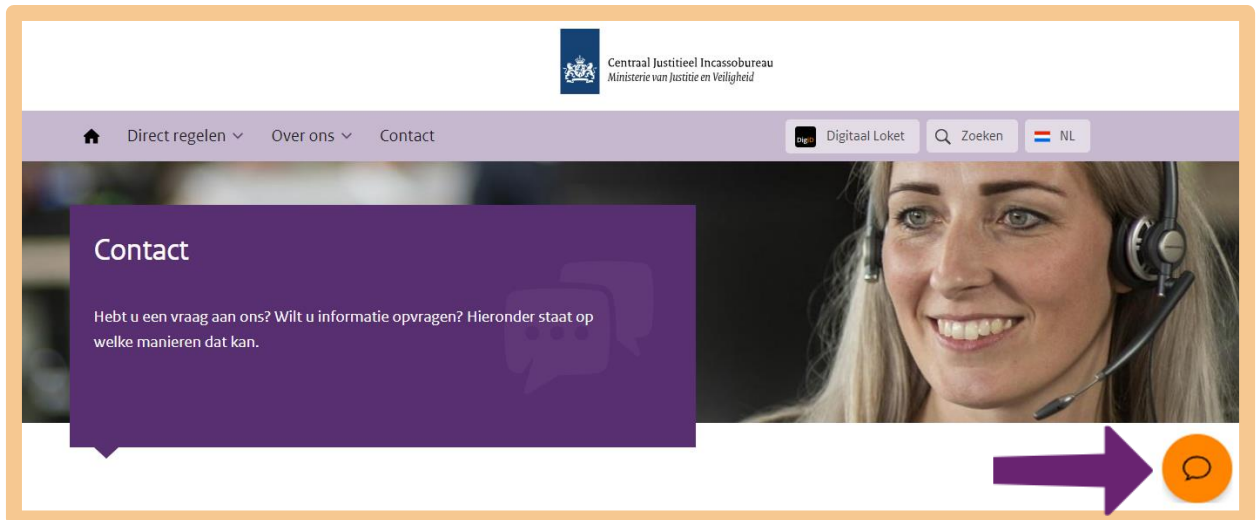 Centraal Justitieel Incassobureau
Ministerie van Justitie en Veiligheid
Direct regelen
Over ons
Contact
DigiD
Digitaal Loket
Zoeken
NL
Contact
Hebt u een vraag aan ons? Wilt u informatie opvragen? Hieronder staat op
welke manieren dat kan.